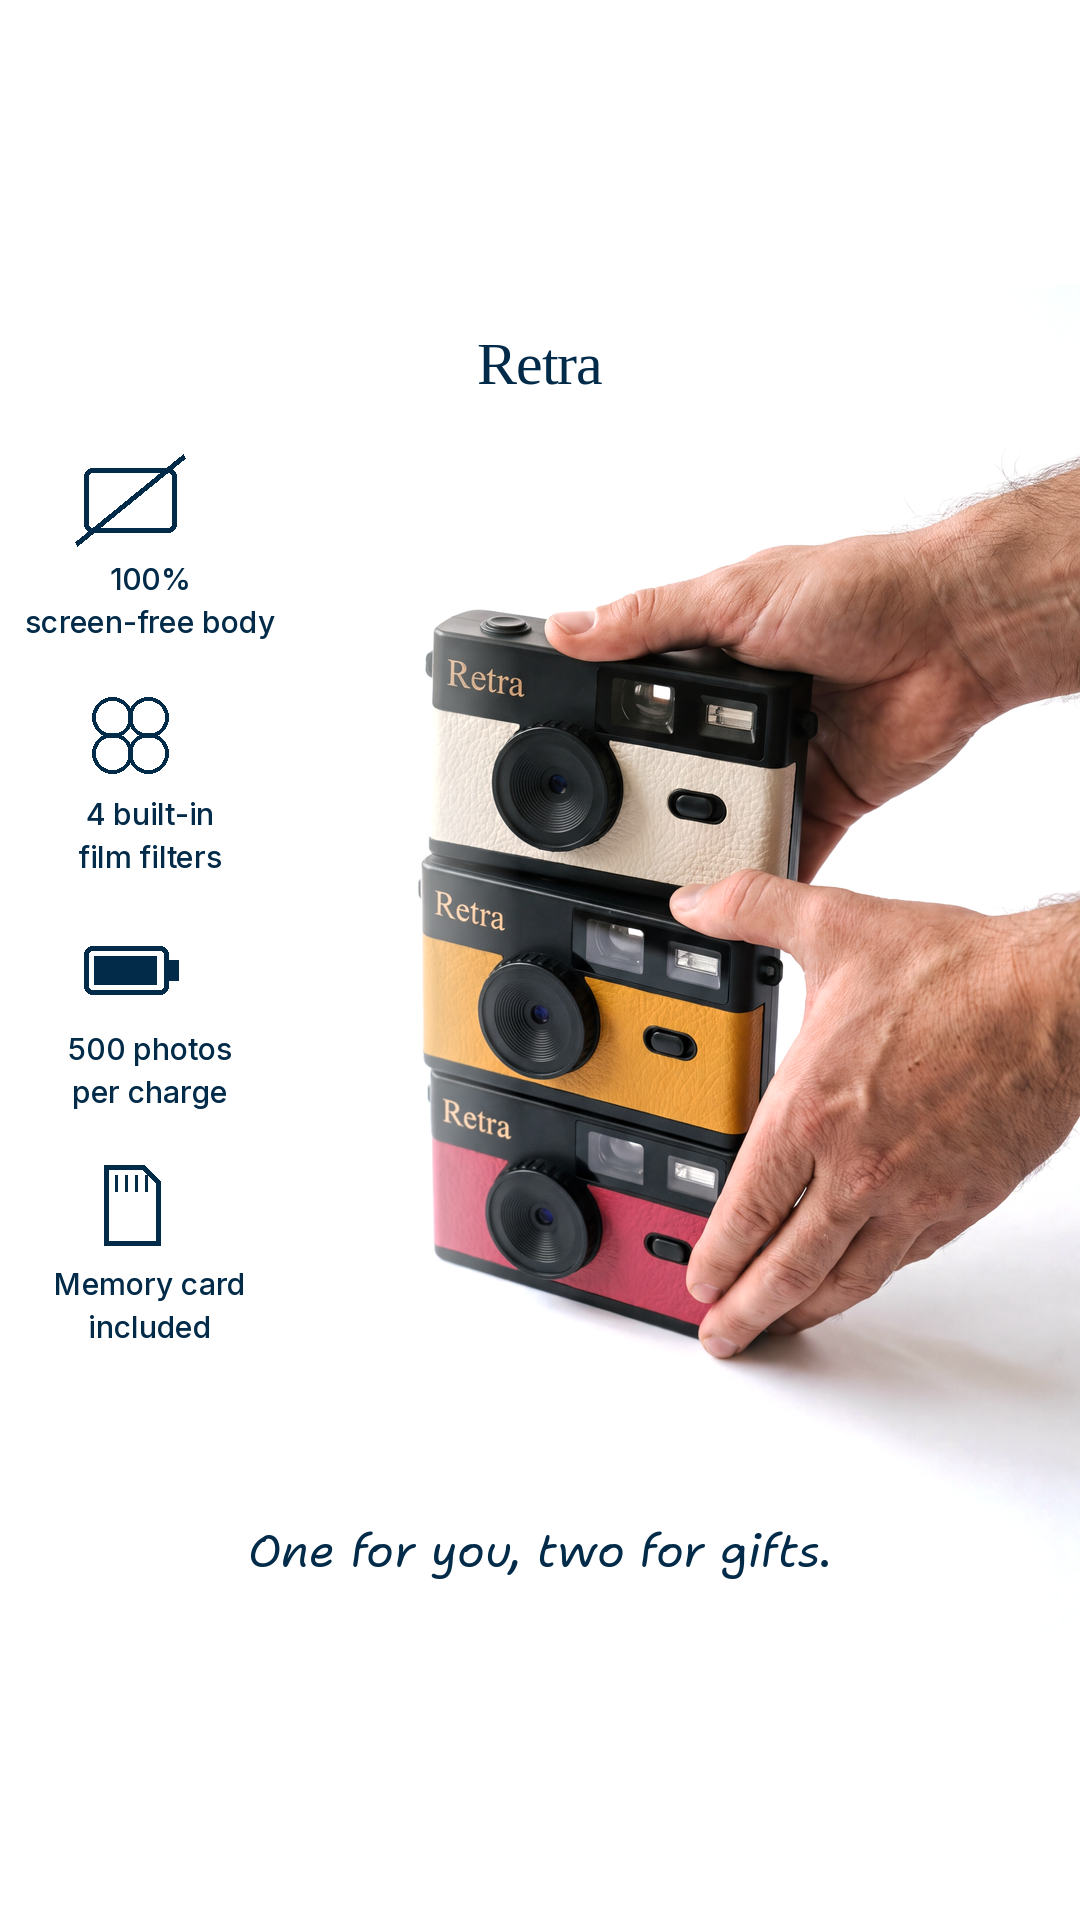 Retra
100%
screen-free body
4 built-in
film filters
500 photos
per charge
Memory card
included
Retra
Retra
Retra
One for you, two for gifts.